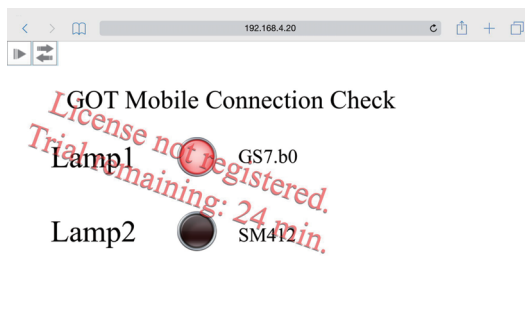 192.168.4.20
GOT Mobile Connection Check
License not registered.
Trial remaining: 24 min.
Lamp1 GS7.b0
Lamp2 SM412